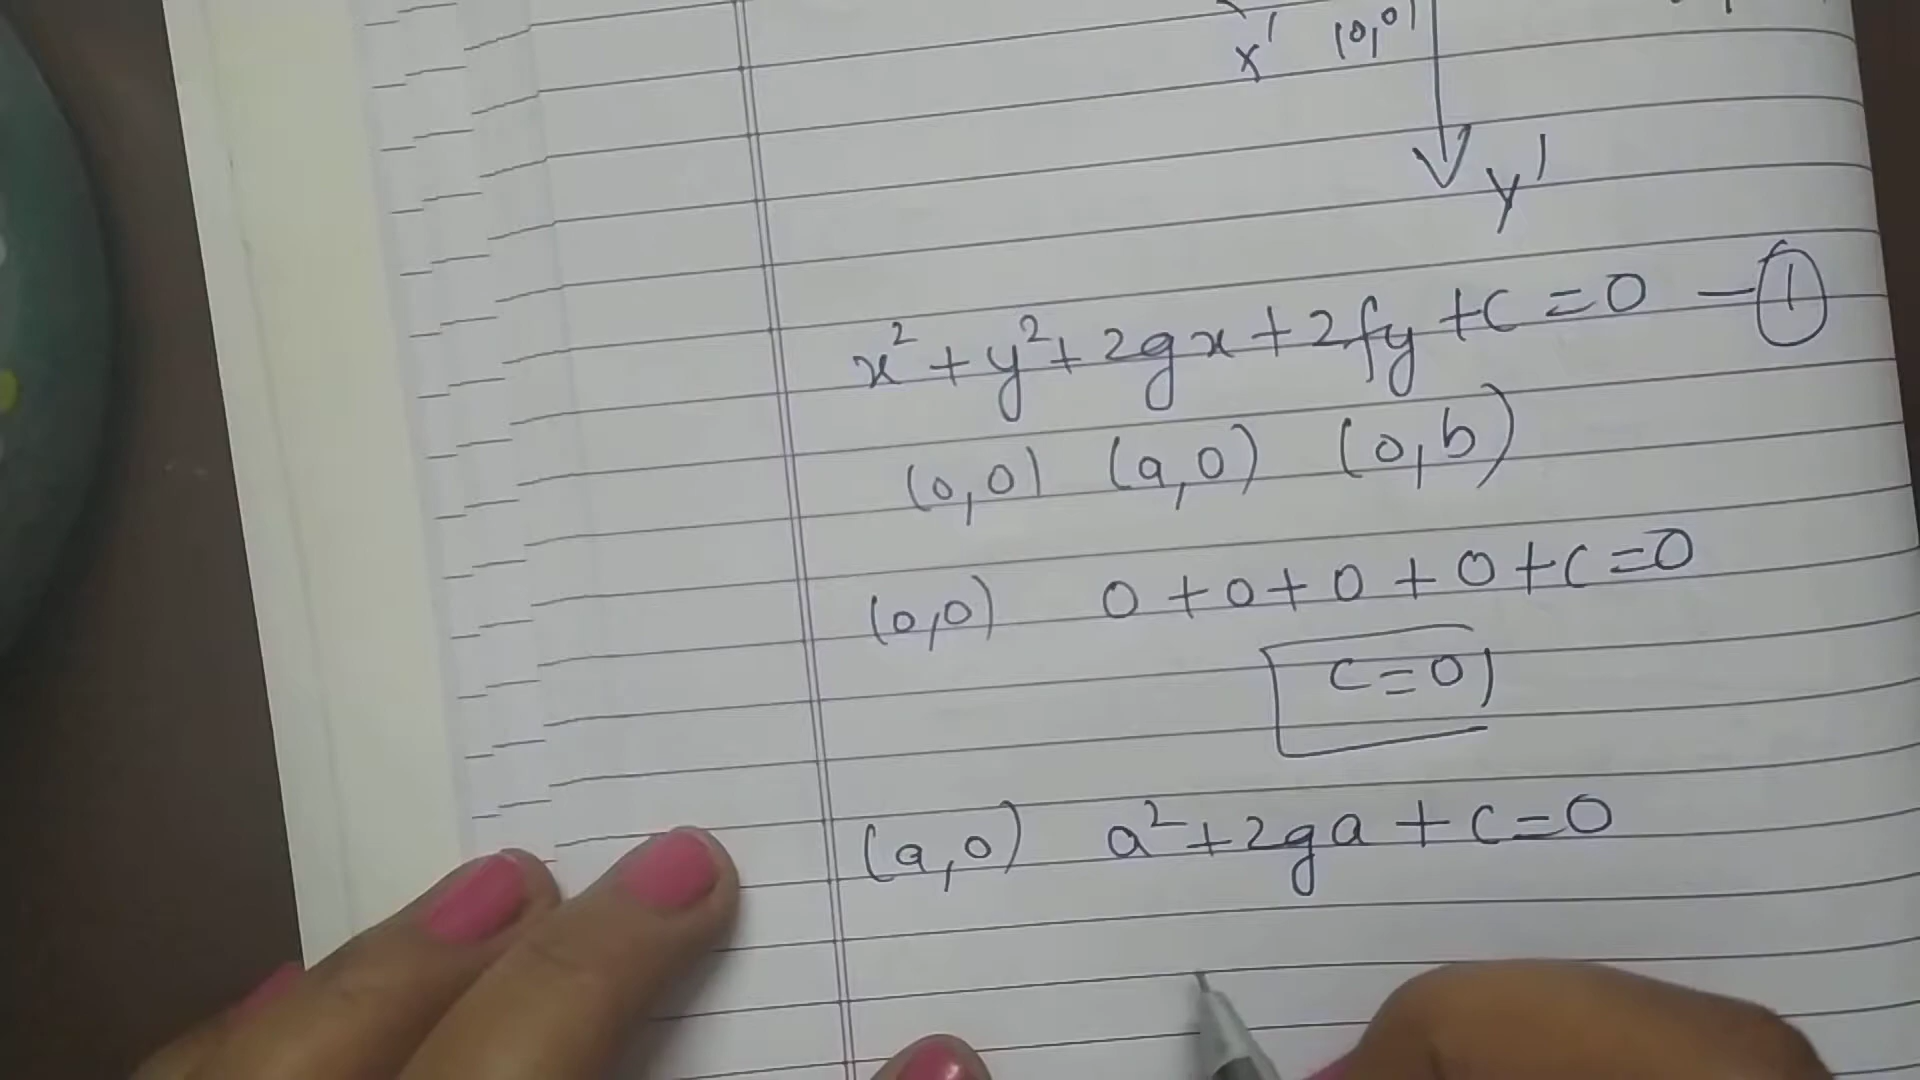 x' (0,0)
y'
x² + y² + 2gx + 2fy + c = 0 — ①
(0,0) (a,0) (0,b)
(0,0) 0 + 0 + 0 + 0 + c = 0
c = 0
(a,0) a² + 2ga + c = 0